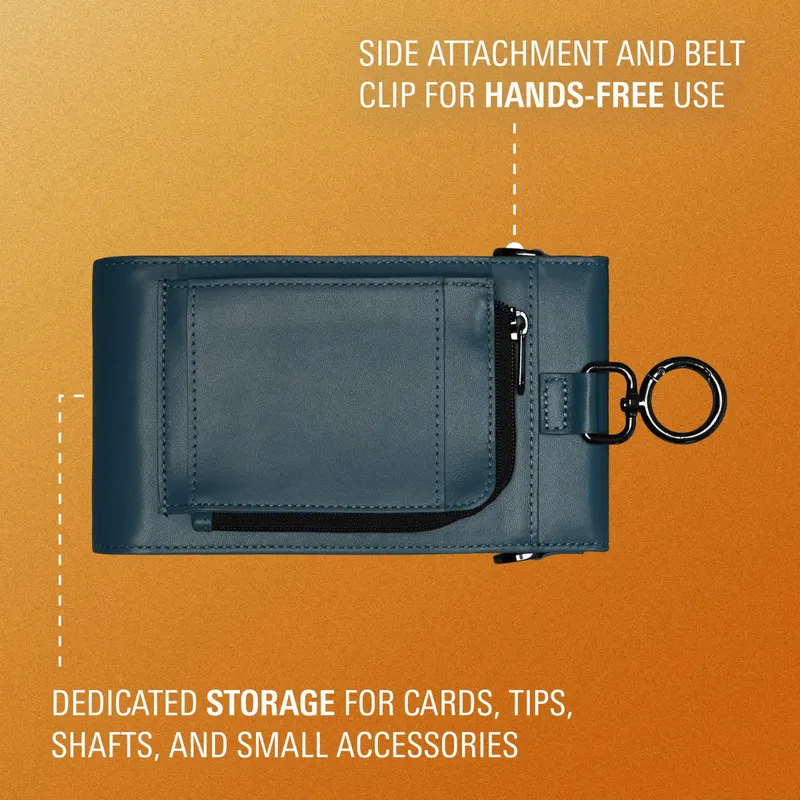 SIDE ATTACHMENT AND BELT
CLIP FOR HANDS-FREE USE
DEDICATED STORAGE FOR CARDS, TIPS,
SHAFTS, AND SMALL ACCESSORIES